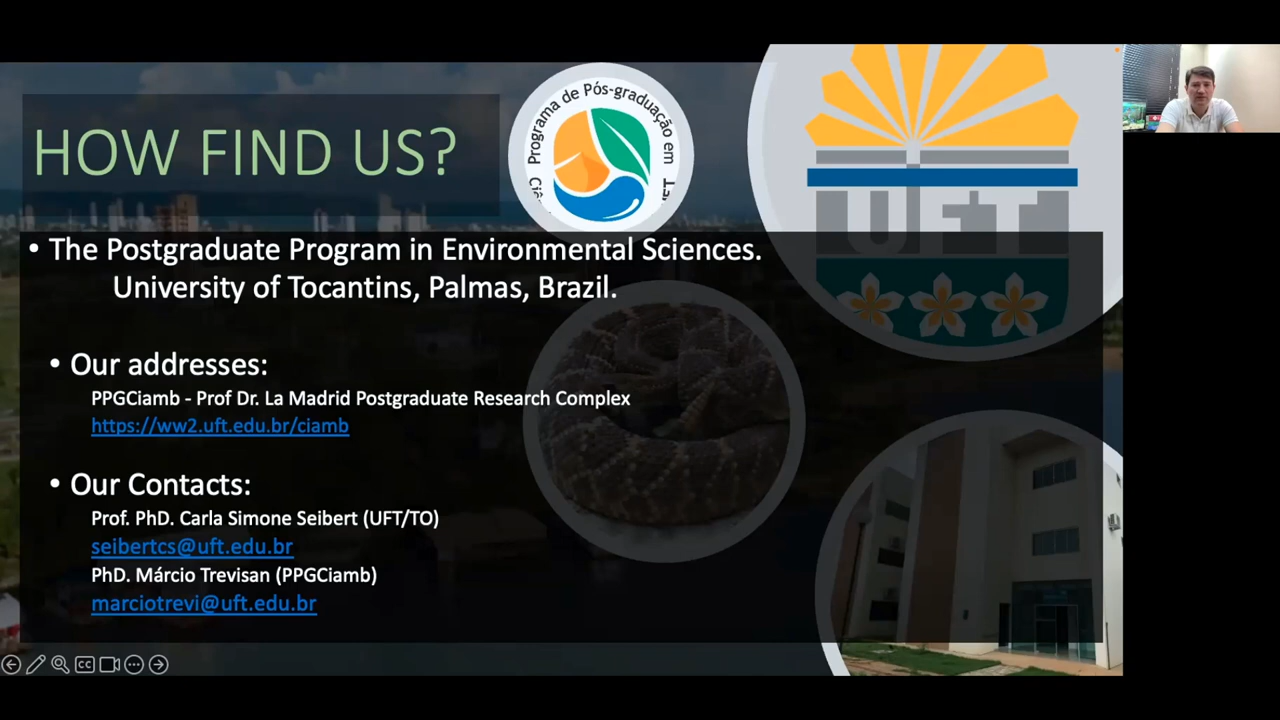 HOW FIND US?
Programa de Pós-graduação em
UFT
• The Postgraduate Program in Environmental Sciences.
University of Tocantins, Palmas, Brazil.
• Our addresses:
PPGCiamb - Prof Dr. La Madrid Postgraduate Research Complex
https://ww2.uft.edu.br/ciamb
• Our Contacts:
Prof. PhD. Carla Simone Seibert (UFT/TO)
seibertcs@uft.edu.br
PhD. Márcio Trevisan (PPGCiamb)
marciotrevi@uft.edu.br
CC